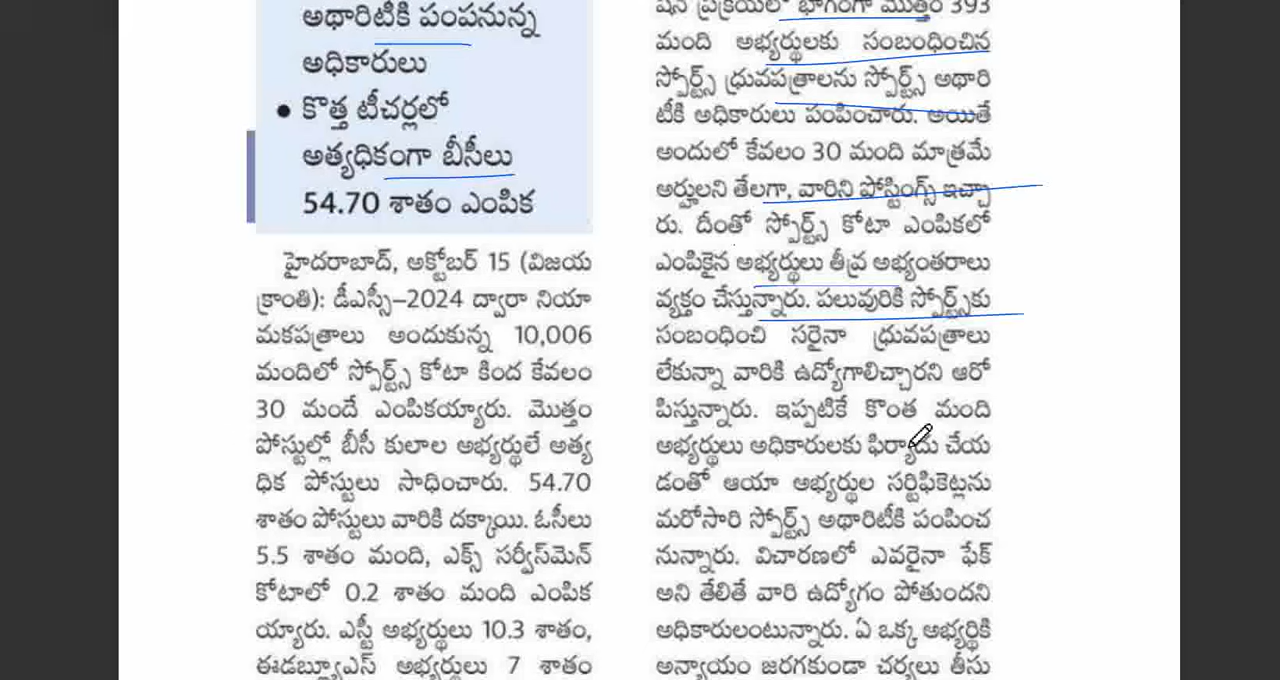 అథారిటీకి పంపనున్న
అధికారులు
• కొత్త టీచర్లలో
అత్యధికంగా బీసీలు
54.70 శాతం ఎంపిక
హైదరాబాద్, అక్టోబర్ 15 (విజయ
క్రాంతి): డీఎస్సీ–2024 ద్వారా నియా
మకపత్రాలు అందుకున్న 10,006
మందిలో స్పోర్ట్స్ కోటా కింద కేవలం
30 మందే ఎంపికయ్యారు. మొత్తం
పోస్టుల్లో బీసీ కులాల అభ్యర్థులే అత్య
ధిక పోస్టులు సాధించారు. 54.70
శాతం పోస్టులు వారికి దక్కాయి. ఓసీలు
5.5 శాతం మంది, ఎక్స్ సర్వీస్‌మెన్
కోటాలో 0.2 శాతం మంది ఎంపిక
య్యారు. ఎస్టీ అభ్యర్థులు 10.3 శాతం,
ఈడబ్ల్యూఎస్ అభ్యర్థులు 7 శాతం
షన్ ప్రక్రియలో భాగంగా మొత్తం 393
మంది అభ్యర్థులకు సంబంధించిన
స్పోర్ట్స్ ధ్రువపత్రాలను స్పోర్ట్స్ అథారి
టీకి అధికారులు పంపించారు. అయితే
అందులో కేవలం 30 మంది మాత్రమే
అర్హులని తేలగా, వారిని పోస్టింగ్స్ ఇచ్చా
రు. దీంతో స్పోర్ట్స్ కోటా ఎంపికలో
ఎంపికైన అభ్యర్థులు తీవ్ర అభ్యంతరాలు
వ్యక్తం చేస్తున్నారు. పలువురికి స్పోర్ట్స్‌కు
సంబంధించి సరైనా ధ్రువపత్రాలు
లేకున్నా వారికి ఉద్యోగాలిచ్చారని ఆరో
పిస్తున్నారు. ఇప్పటికే కొంత మంది
అభ్యర్థులు అధికారులకు ఫిర్యాదు చేయ
డంతో ఆయా అభ్యర్థుల సర్టిఫికెట్లను
మరోసారి స్పోర్ట్స్ అథారిటీకి పంపించ
నున్నారు. విచారణలో ఎవరైనా ఫేక్
అని తేలితే వారి ఉద్యోగం పోతుందని
అధికారులంటున్నారు. ఏ ఒక్క అభ్యర్థికి
అన్యాయం జరగకుండా చర్యలు తీసు